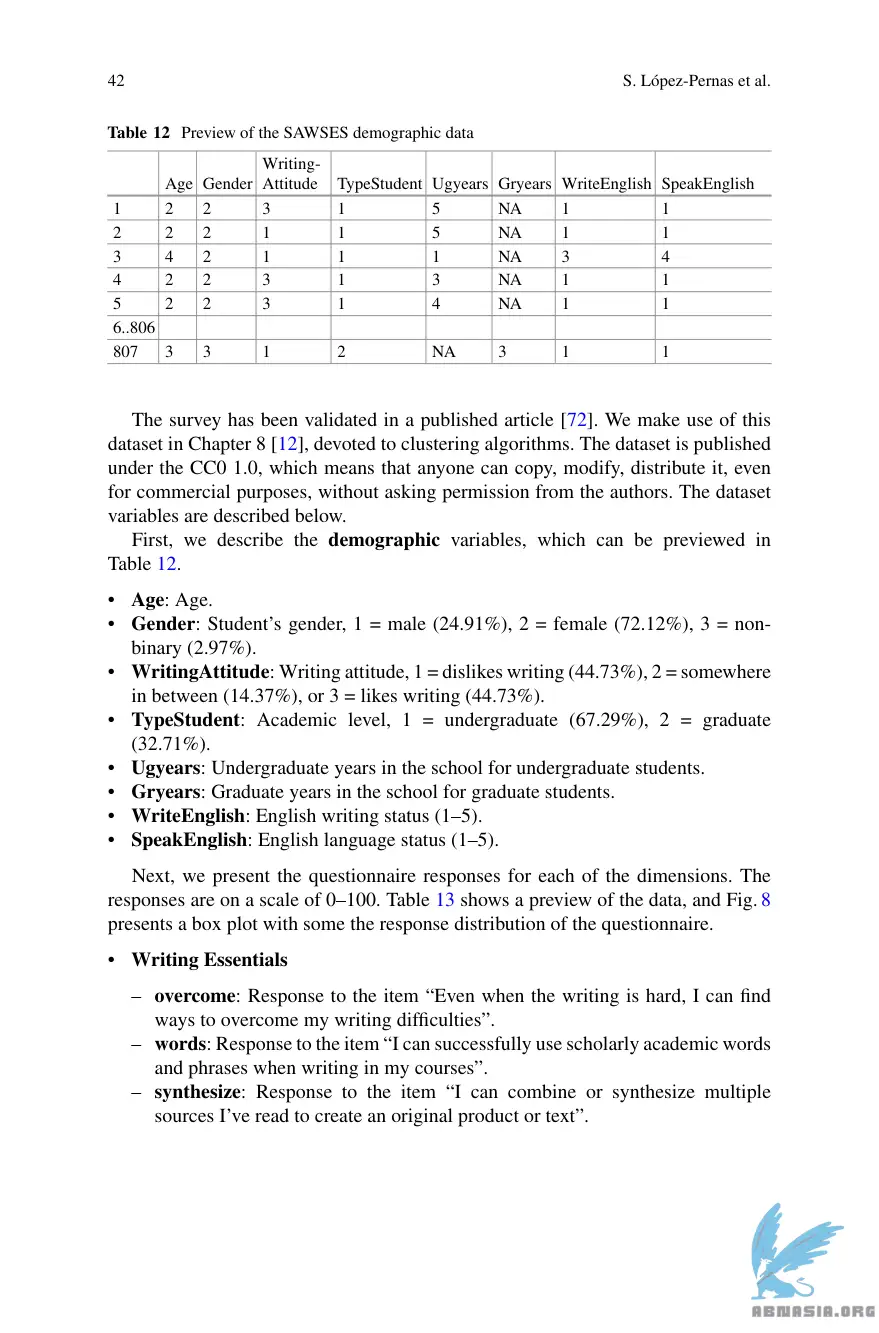 42
S. López-Pernas et al.
Table 12 Preview of the SAWSES demographic data
Age Gender Writing-Attitude TypeStudent Ugyears Gryears WriteEnglish SpeakEnglish
1 2 2 3 1 5 NA 1 1
2 2 2 1 1 5 NA 1 1
3 4 2 1 1 1 NA 3 4
4 2 2 3 1 3 NA 1 1
5 2 2 3 1 4 NA 1 1
6..806
807 3 3 1 2 NA 3 1 1
The survey has been validated in a published article [72]. We make use of this
dataset in Chapter 8 [12], devoted to clustering algorithms. The dataset is published
under the CC0 1.0, which means that anyone can copy, modify, distribute it, even
for commercial purposes, without asking permission from the authors. The dataset
variables are described below.
First, we describe the demographic variables, which can be previewed in
Table 12.
• Age: Age.
• Gender: Student’s gender, 1 = male (24.91%), 2 = female (72.12%), 3 = non-
binary (2.97%).
• WritingAttitude: Writing attitude, 1 = dislikes writing (44.73%), 2 = somewhere
in between (14.37%), or 3 = likes writing (44.73%).
• TypeStudent: Academic level, 1 = undergraduate (67.29%), 2 = graduate
(32.71%).
• Ugyears: Undergraduate years in the school for undergraduate students.
• Gryears: Graduate years in the school for graduate students.
• WriteEnglish: English writing status (1–5).
• SpeakEnglish: English language status (1–5).
Next, we present the questionnaire responses for each of the dimensions. The
responses are on a scale of 0–100. Table 13 shows a preview of the data, and Fig. 8
presents a box plot with some the response distribution of the questionnaire.
• Writing Essentials
– overcome: Response to the item “Even when the writing is hard, I can find
ways to overcome my writing difficulties”.
– words: Response to the item “I can successfully use scholarly academic words
and phrases when writing in my courses”.
– synthesize: Response to the item “I can combine or synthesize multiple
sources I’ve read to create an original product or text”.
ABMASIA.ORG